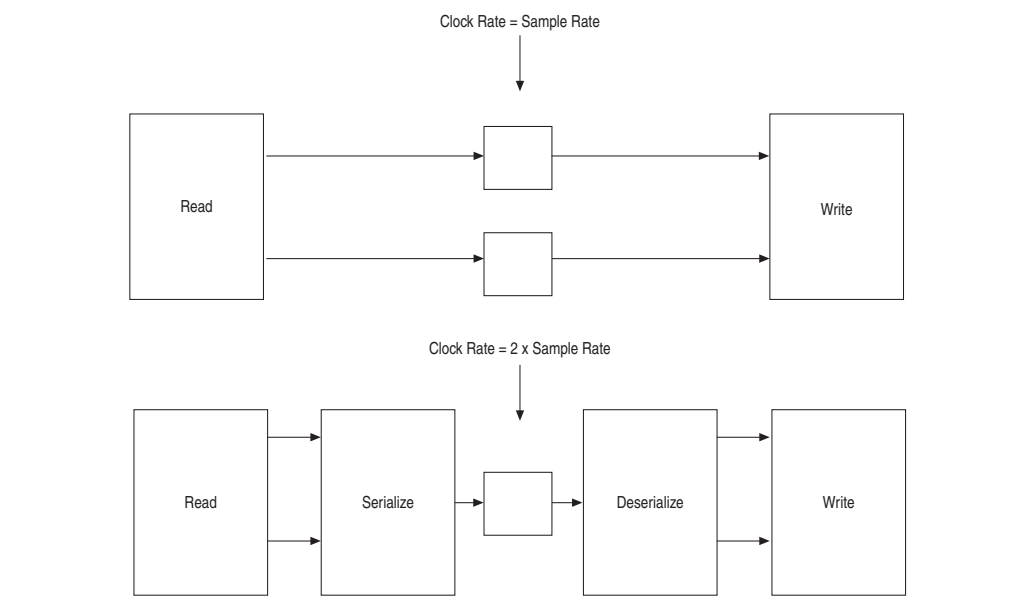 Clock Rate = Sample Rate
Read
Write
Clock Rate = 2 x Sample Rate
Read
Serialize
Deserialize
Write